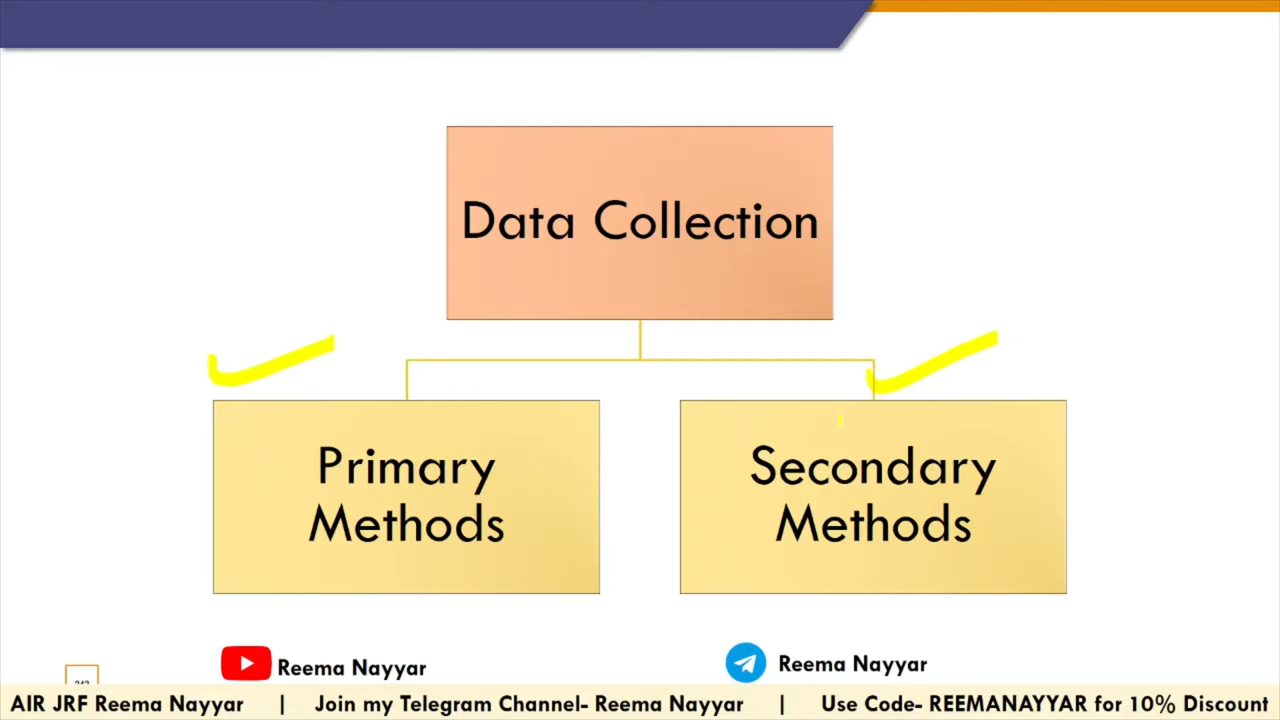 Data Collection
Primary
Methods
Secondary
Methods
Reema Nayyar
Reema Nayyar
AIR JRF Reema Nayyar | Join my Telegram Channel- Reema Nayyar | Use Code- REEMANAYYAR for 10% Discount